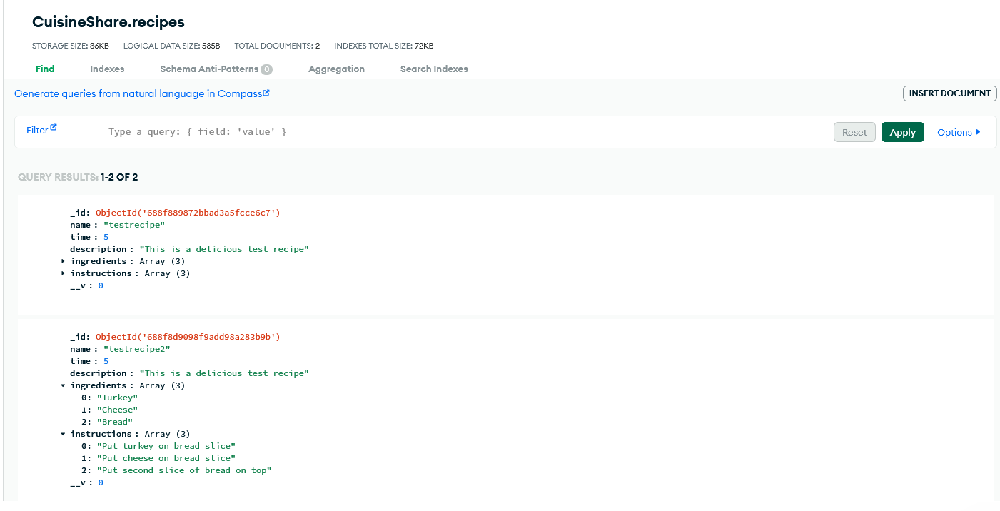 CuisineShare.recipes
STORAGE SIZE: 36KB LOGICAL DATA SIZE: 585B TOTAL DOCUMENTS: 2 INDEXES TOTAL SIZE: 72KB
Find Indexes Schema Anti-Patterns 0 Aggregation Search Indexes
Generate queries from natural language in Compass
INSERT DOCUMENT
Filter Type a query: { field: 'value' } Reset Apply Options
QUERY RESULTS: 1-2 OF 2
_id: ObjectId('688f889872bbad3a5fcce6c7')
name : "testrecipe"
time : 5
description : "This is a delicious test recipe"
ingredients : Array (3)
instructions : Array (3)
__v : 0
_id: ObjectId('688f8d9098f9add98a283b9b')
name : "testrecipe2"
time : 5
description : "This is a delicious test recipe"
ingredients : Array (3)
0: "Turkey"
1: "Cheese"
2: "Bread"
instructions : Array (3)
0: "Put turkey on bread slice"
1: "Put cheese on bread slice"
2: "Put second slice of bread on top"
__v : 0